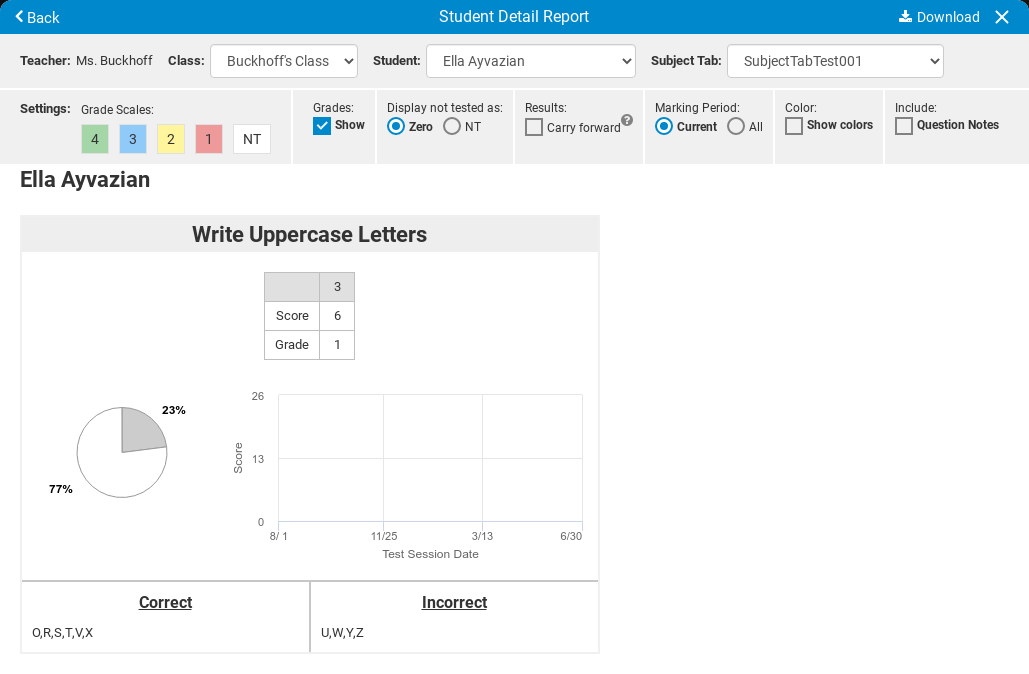 Back
Student Detail Report
Download
Teacher: Ms. Buckhoff Class: Buckhoff's Class Student: Ella Ayvazian Subject Tab: SubjectTabTest001
Settings: Grade Scales:
4 3 2 1 NT
Grades:
Show
Display not tested as:
Zero NT
Results:
Carry forward ?
Marking Period:
Current All
Color:
Show colors
Include:
Question Notes
Ella Ayvazian
Write Uppercase Letters
3
Score 6
Grade 1
23%
77%
26
13
0
Score
8/ 1 11/25 3/13 6/30
Test Session Date
Correct
O,R,S,T,V,X
Incorrect
U,W,Y,Z